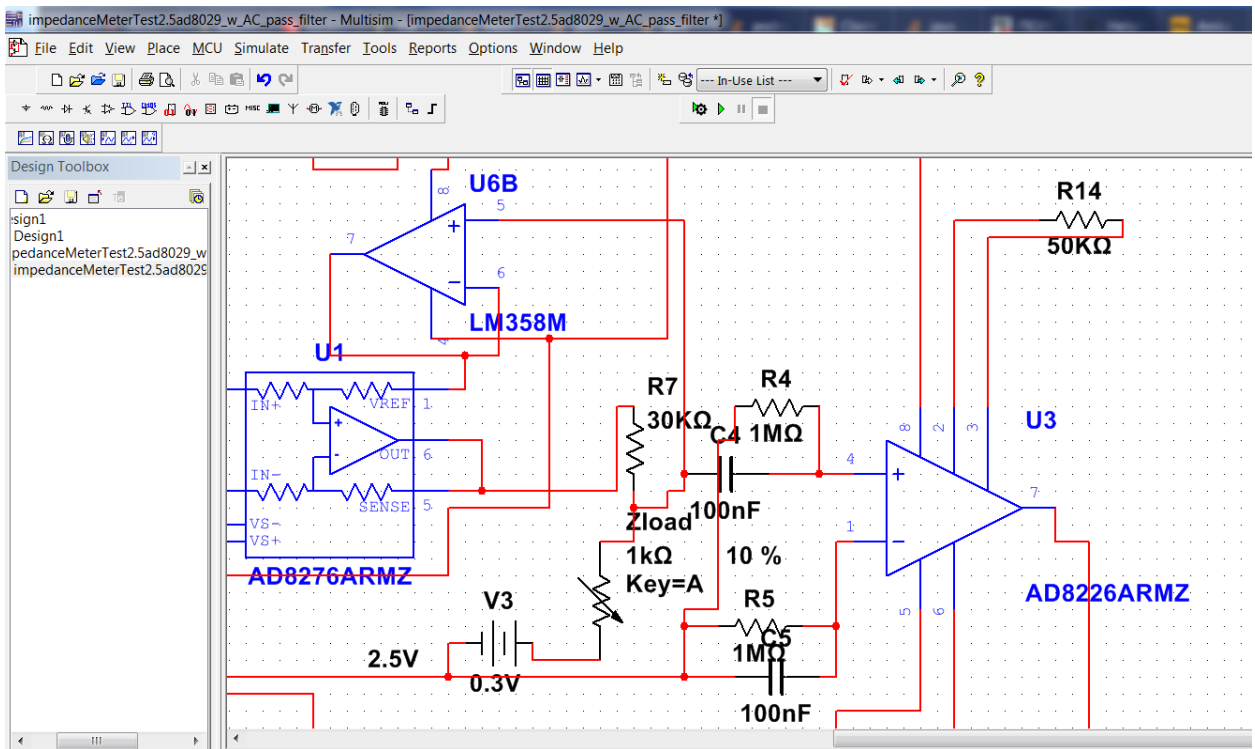 impedanceMeterTest2.5ad8029_w_AC_pass_filter - Multisim - [impedanceMeterTest2.5ad8029_w_AC_pass_filter *]
File Edit View Place MCU Simulate Transfer Tools Reports Options Window Help
--- In-Use List ---
MISC
Design Toolbox
sign1
Design1
pedanceMeterTest2.5ad8029_w
impedanceMeterTest2.5ad8029
U6B
8
5
7
6
4
LM358M
R14
50KΩ
U1
IN+
VREF 1
OUT 6
IN-
SENSE 5
VS-
VS+
AD8276ARMZ
R7
30KΩ
R4
1MΩ
C4
100nF
Zload
1kΩ
Key=A
10 %
U3
8
2
3
4
1
7
5
6
AD8226ARMZ
V3
2.5V
0.3V
R5
1MΩ
C5
100nF